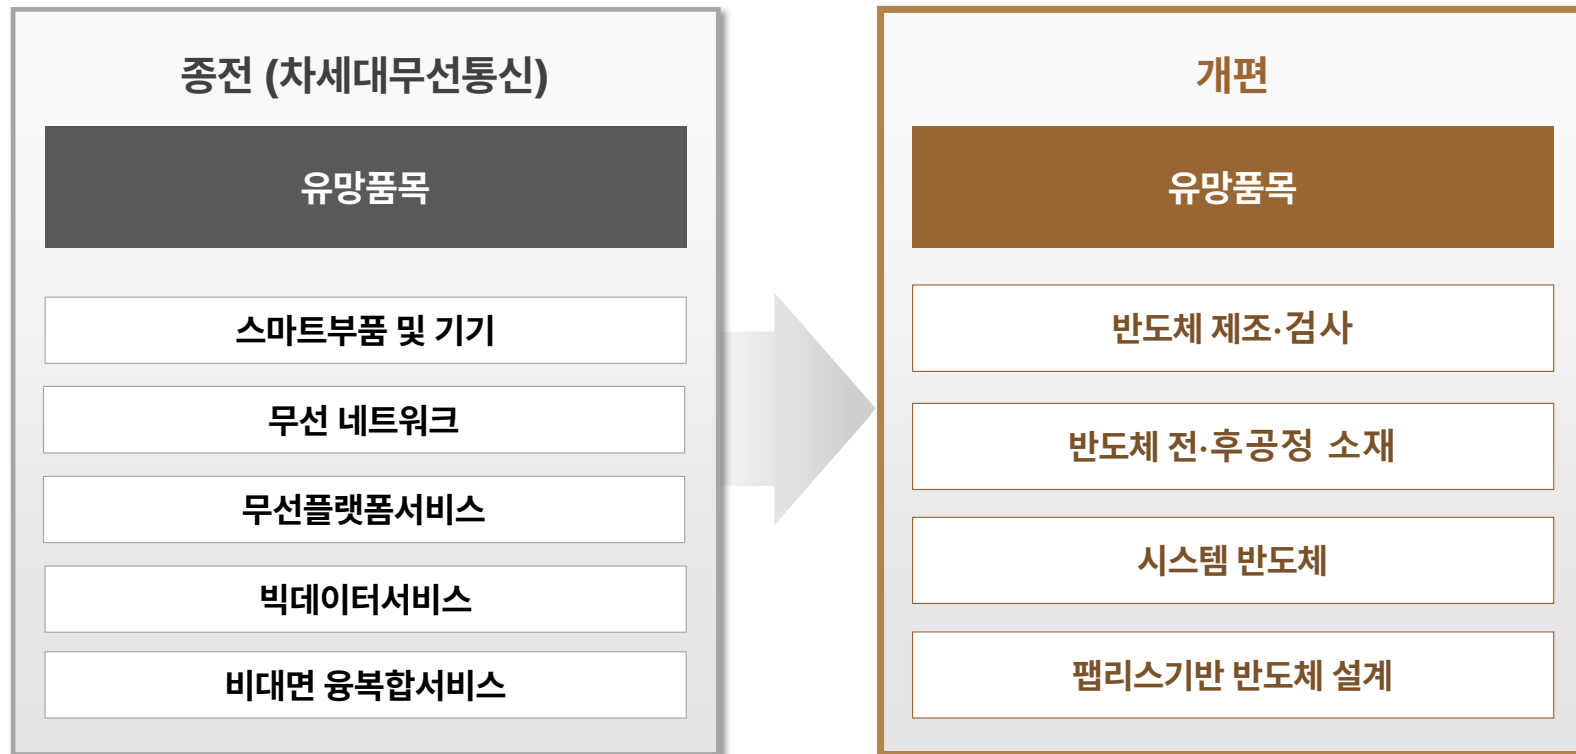 종전 (차세대무선통신)
유망품목
스마트부품 및 기기
무선 네트워크
무선플랫폼서비스
빅데이터서비스
비대면 융복합서비스
개편
유망품목
반도체 제조·검사
반도체 전·후공정 소재
시스템 반도체
팹리스기반 반도체 설계